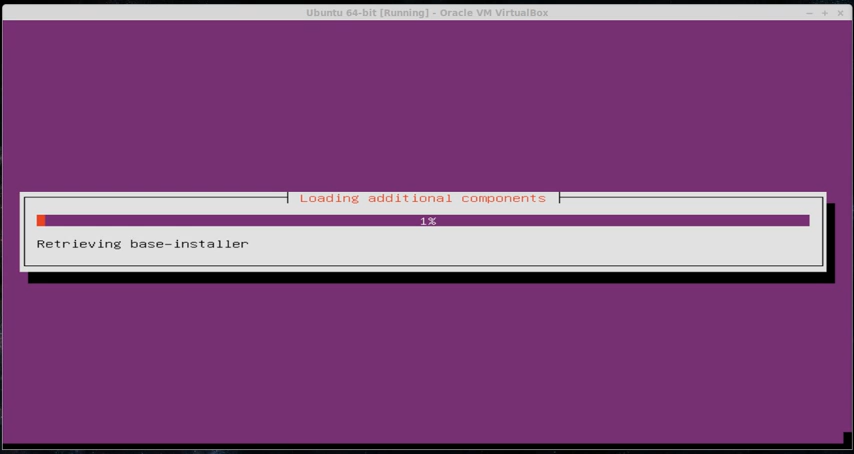 Ubuntu 64-bit [Running] - Oracle VM VirtualBox
Loading additional components
1%
Retrieving base-installer